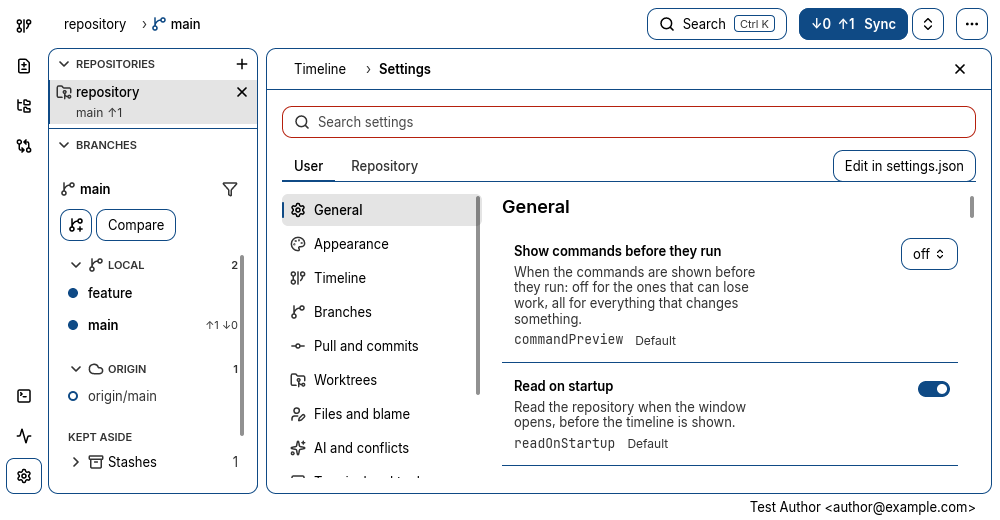 repository
main
Search
Ctrl K
↓0 ↑1 Sync
REPOSITORIES
repository
main ↑1
BRANCHES
main
Compare
LOCAL
2
feature
main
↑1 ↓0
ORIGIN
1
origin/main
KEPT ASIDE
Stashes
1
Timeline
Settings
Search settings
User
Repository
Edit in settings.json
General
Appearance
Timeline
Branches
Pull and commits
Worktrees
Files and blame
AI and conflicts
General
Show commands before they run
off
When the commands are shown before
they run: off for the ones that can lose
work, all for everything that changes
something.
commandPreview Default
Read on startup
Read the repository when the window
opens, before the timeline is shown.
readOnStartup Default
Test Author <author@example.com>